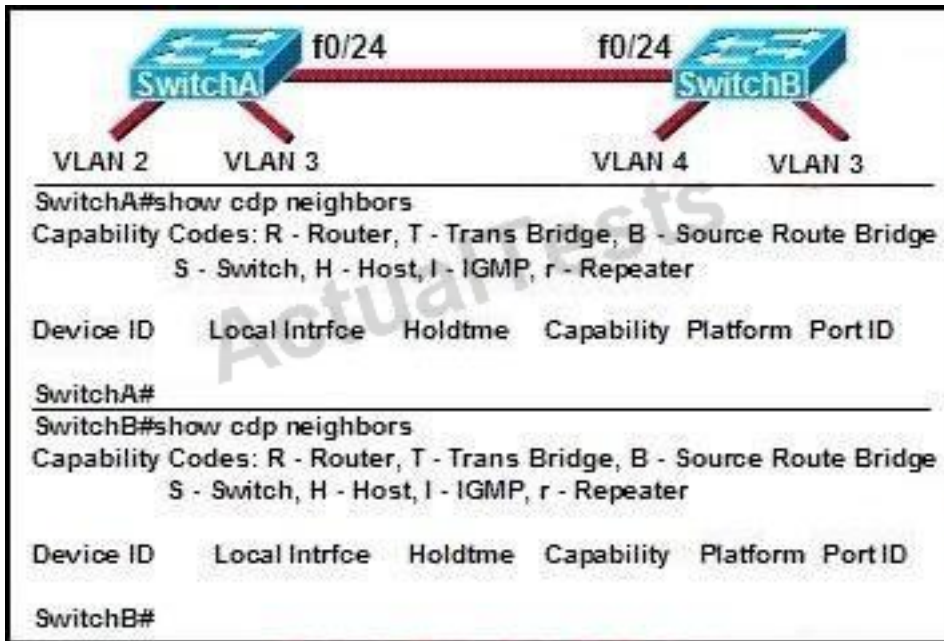 f0/24 f0/24
SwitchA SwitchB
VLAN 2 VLAN 3 VLAN 4 VLAN 3
SwitchA#show cdp neighbors
Capability Codes: R - Router, T - Trans Bridge, B - Source Route Bridge
S - Switch, H - Host, I - IGMP, r - Repeater
Device ID Local Intrfce Holdtme Capability Platform Port ID
SwitchA#
SwitchB#show cdp neighbors
Capability Codes: R - Router, T - Trans Bridge, B - Source Route Bridge
S - Switch, H - Host, I - IGMP, r - Repeater
Device ID Local Intrfce Holdtme Capability Platform Port ID
SwitchB#
ActualTests